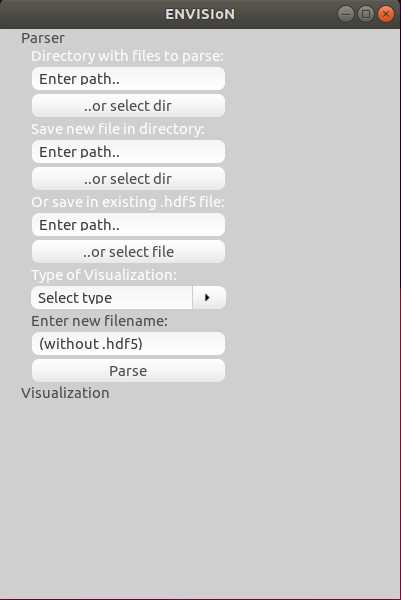 ENVISIoN
Parser
Directory with files to parse:
Enter path..
..or select dir
Save new file in directory:
Enter path..
..or select dir
Or save in existing .hdf5 file:
Enter path..
..or select file
Type of Visualization:
Select type
Enter new filename:
(without .hdf5)
Parse
Visualization